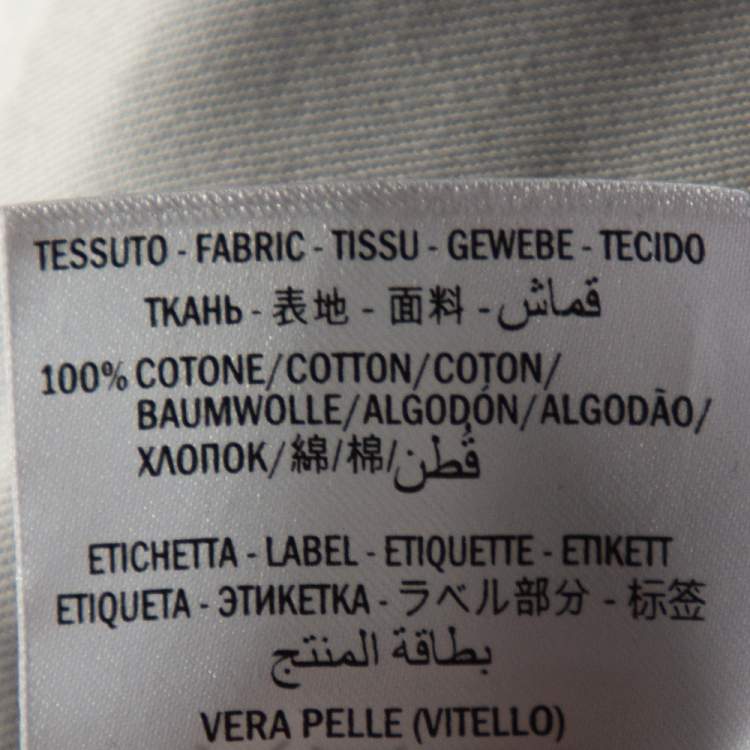 TESSUTO - FABRIC - TISSU - GEWEBE - TECIDO
ТКАНЬ - 表地 - 面料 - قماش
100% COTONE/COTTON/COTON/
BAUMWOLLE/ALGODÓN/ALGODÃO/
ХЛОПОК/綿/棉/قُطن
ETICHETTA - LABEL - ETIQUETTE - ETIKETT
ETIQUETA - ЭТИКЕТКА - ラベル部分 - 标签
بطاقة المنتج
VERA PELLE (VITELLO)